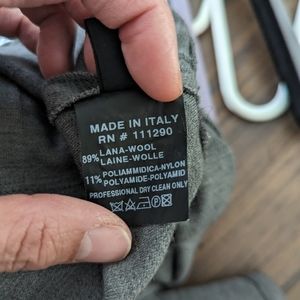 MADE IN ITALY
RN # 111290
89% LANA-WOOL
LAINE-WOLLE
11% POLIAMMIDICA-NYLON
POLYAMIDE-POLYAMID
PROFESSIONAL DRY CLEAN ONLY